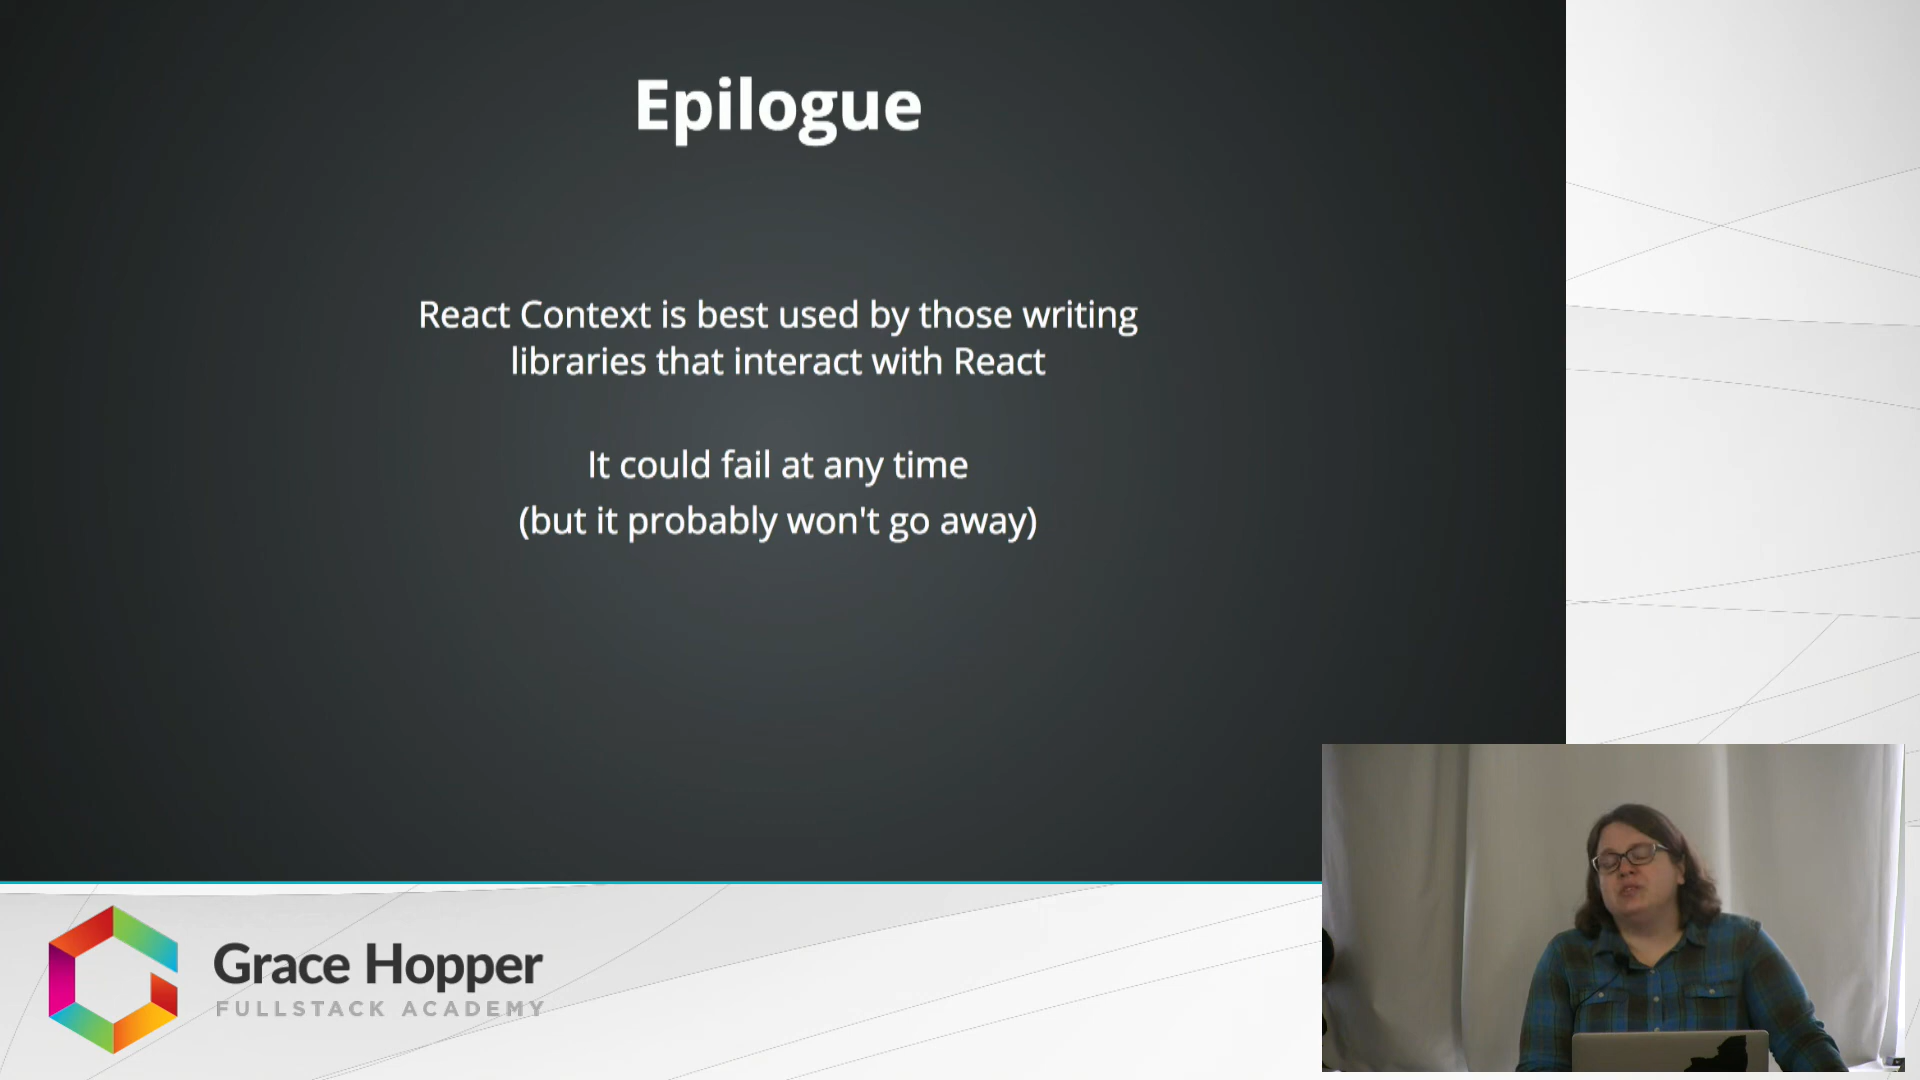 Epilogue
React Context is best used by those writing
libraries that interact with React
It could fail at any time
(but it probably won't go away)
Grace Hopper
FULLSTACK ACADEMY